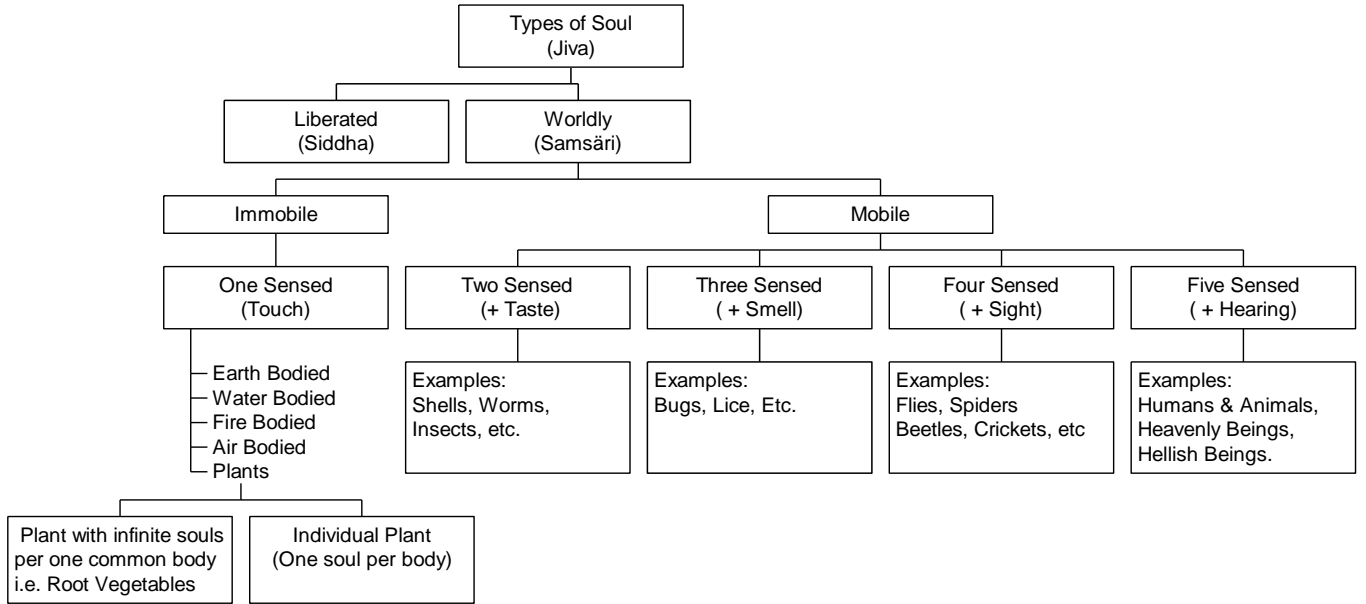 Types of Soul
(Jiva)
Liberated
(Siddha)
Worldly
(Samsäri)
Immobile
Mobile
One Sensed
(Touch)
Two Sensed
(+ Taste)
Three Sensed
( + Smell)
Four Sensed
( + Sight)
Five Sensed
( + Hearing)
Earth Bodied
Water Bodied
Fire Bodied
Air Bodied
Plants
Examples:
Shells, Worms,
Insects, etc.
Examples:
Bugs, Lice, Etc.
Examples:
Flies, Spiders
Beetles, Crickets, etc
Examples:
Humans & Animals,
Heavenly Beings,
Hellish Beings.
Plant with infinite souls
per one common body
i.e. Root Vegetables
Individual Plant
(One soul per body)